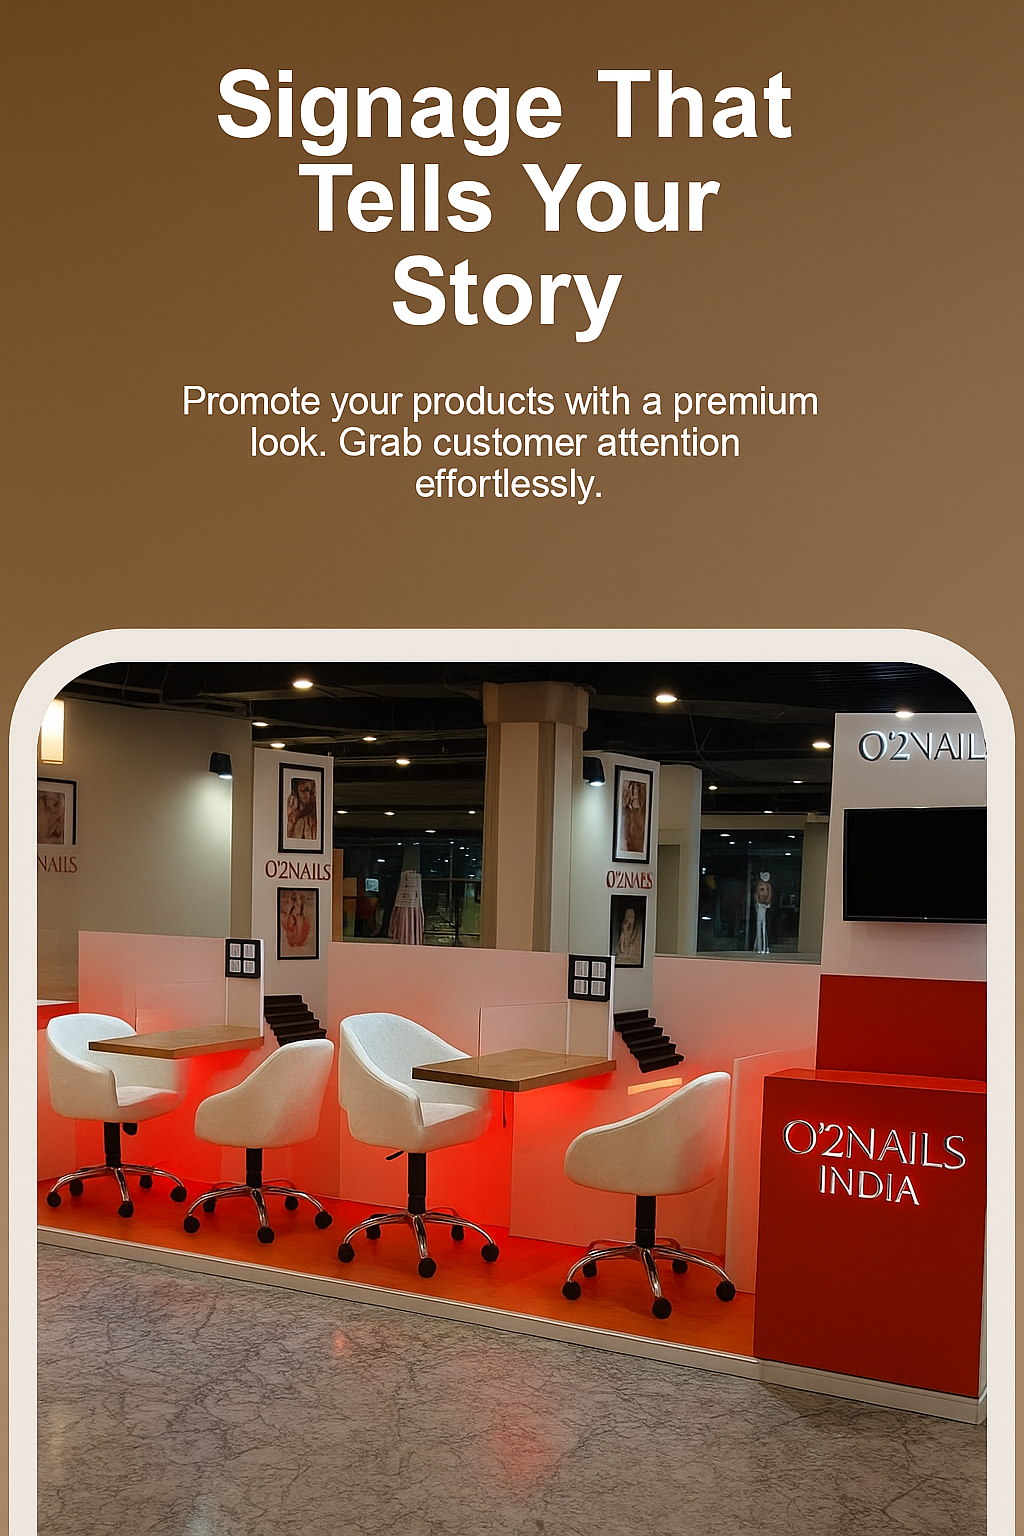 Signage That
Tells Your
Story
Promote your products with a premium
look. Grab customer attention
effortlessly.
O'2NAIL
NAILS
O'2NAILS
O'2NAILS
INDIA